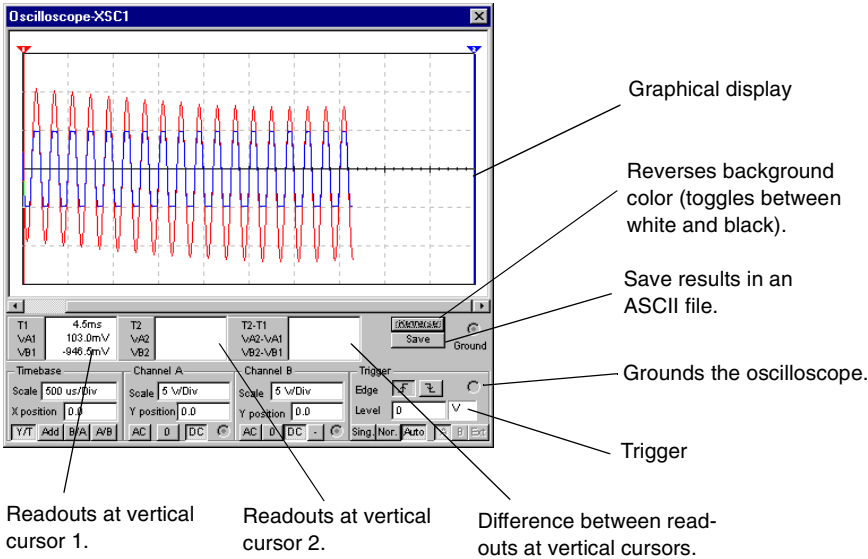 Oscilloscope-XSC1
1
2
Graphical display
Reverses background
color (toggles between
white and black).
Save results in an
ASCII file.
T1 4.5ms T2 T2-T1 Reverse
VA1 103.0mV VA2 VA2-VA1 Save
VB1 -946.5mV VB2 VB2-VB1 Ground
Timebase Channel A Channel B Trigger
Scale 500 us/Div Scale 5 V/Div Scale 5 V/Div Edge
X position 0.0 Y position 0.0 Y position 0.0 Level 0 V
Y/T Add B/A A/B AC 0 DC AC 0 DC - Sing. Nor. Auto A B Ext
Grounds the oscilloscope.
Trigger
Readouts at vertical
cursor 1.
Readouts at vertical
cursor 2.
Difference between read-
outs at vertical cursors.